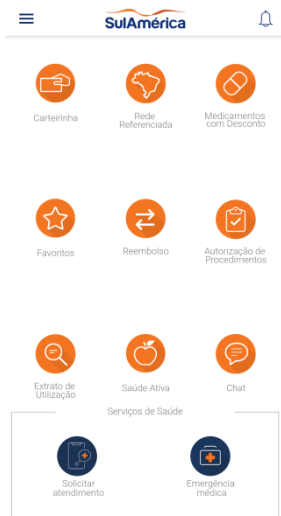 SulAmérica
Carteirinha
Rede
Referenciada
Medicamentos
com Desconto
Favoritos
Reembolso
Autorização de
Procedimentos
Extrato de
Utilização
Saúde Ativa
Chat
Serviços de Saúde
Solicitar
atendimento
Emergência
médica